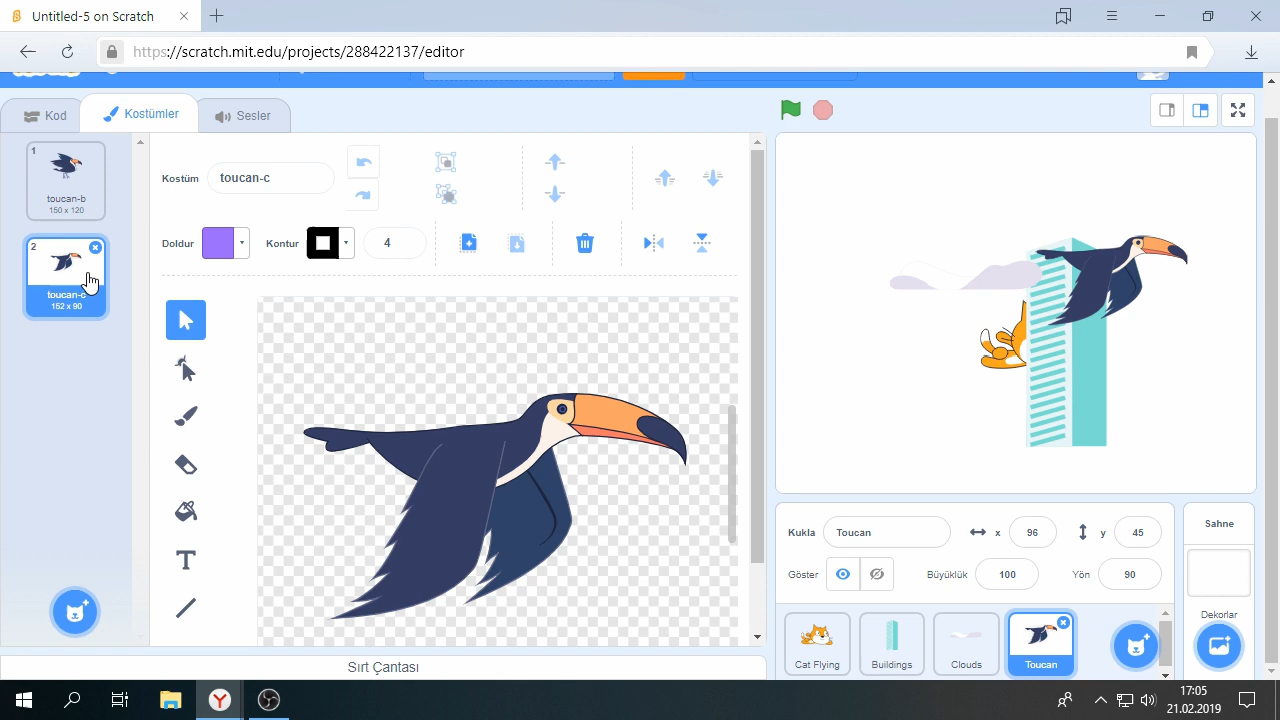 Untitled-5 on Scratch
https://scratch.mit.edu/projects/288422137/editor
Kod
Kostümler
Sesler
1
toucan-b
150 x 120
2
toucan-c
152 x 90
Kostüm
toucan-c
Doldur
Kontur
4
T
Sırt Çantası
Kukla
Toucan
x
96
y
45
Göster
Büyüklük
100
Yön
90
Cat Flying
Buildings
Clouds
Toucan
Sahne
Dekorlar
17:05
21.02.2019